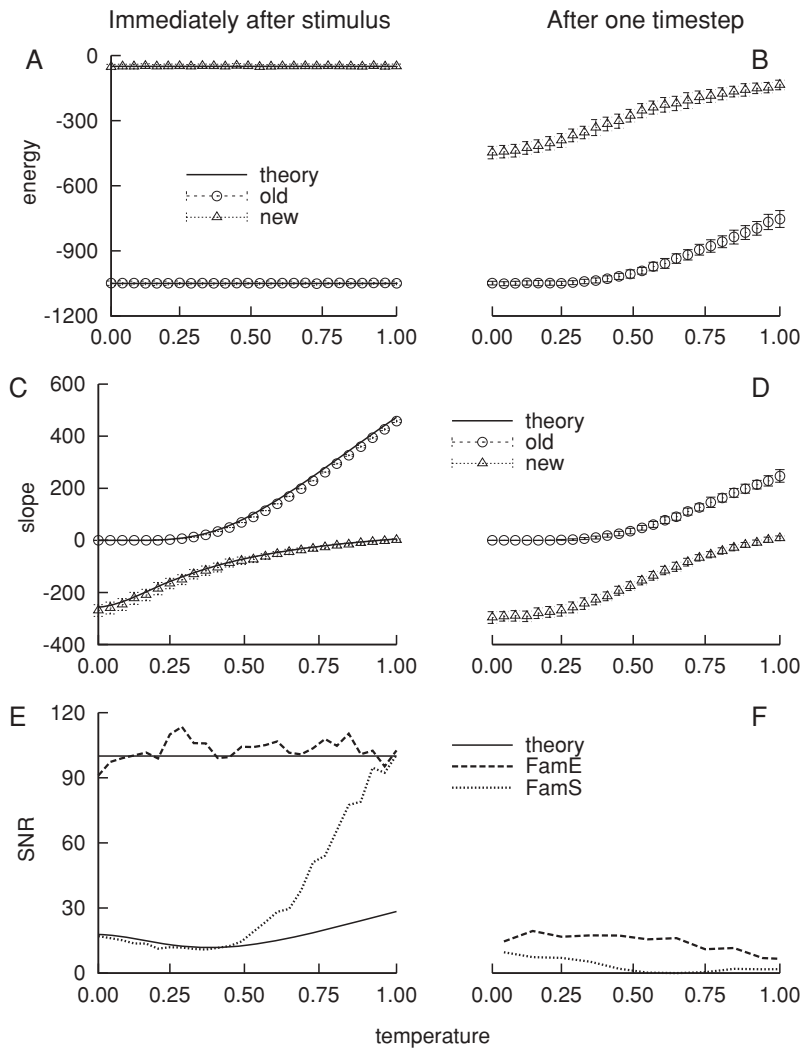 Immediately after stimulus
After one timestep
A
B
0
-300
-600
-900
-1200
energy
theory
old
new
0.00 0.25 0.50 0.75 1.00
0.00 0.25 0.50 0.75 1.00
C
D
600
400
200
0
-200
-400
slope
theory
old
new
0.00 0.25 0.50 0.75 1.00
0.00 0.25 0.50 0.75 1.00
E
F
120
90
60
30
0
SNR
theory
FamE
FamS
0.00 0.25 0.50 0.75 1.00
0.00 0.25 0.50 0.75 1.00
temperature